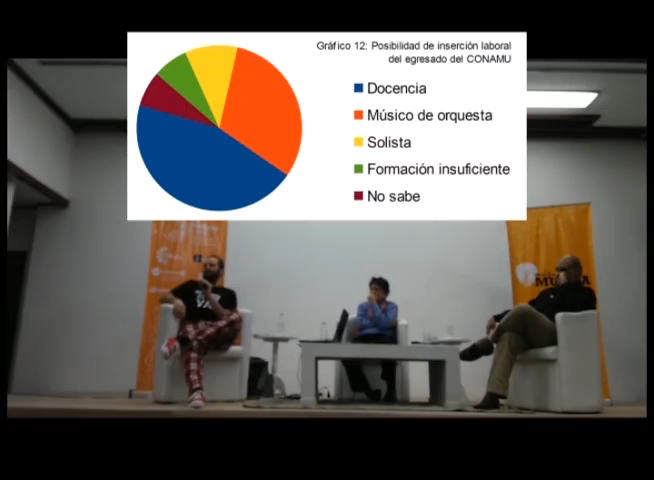 Gráfico 12: Posibilidad de inserción laboral
del egresado del CONAMU
Docencia
Músico de orquesta
Solista
Formación insuficiente
No sabe